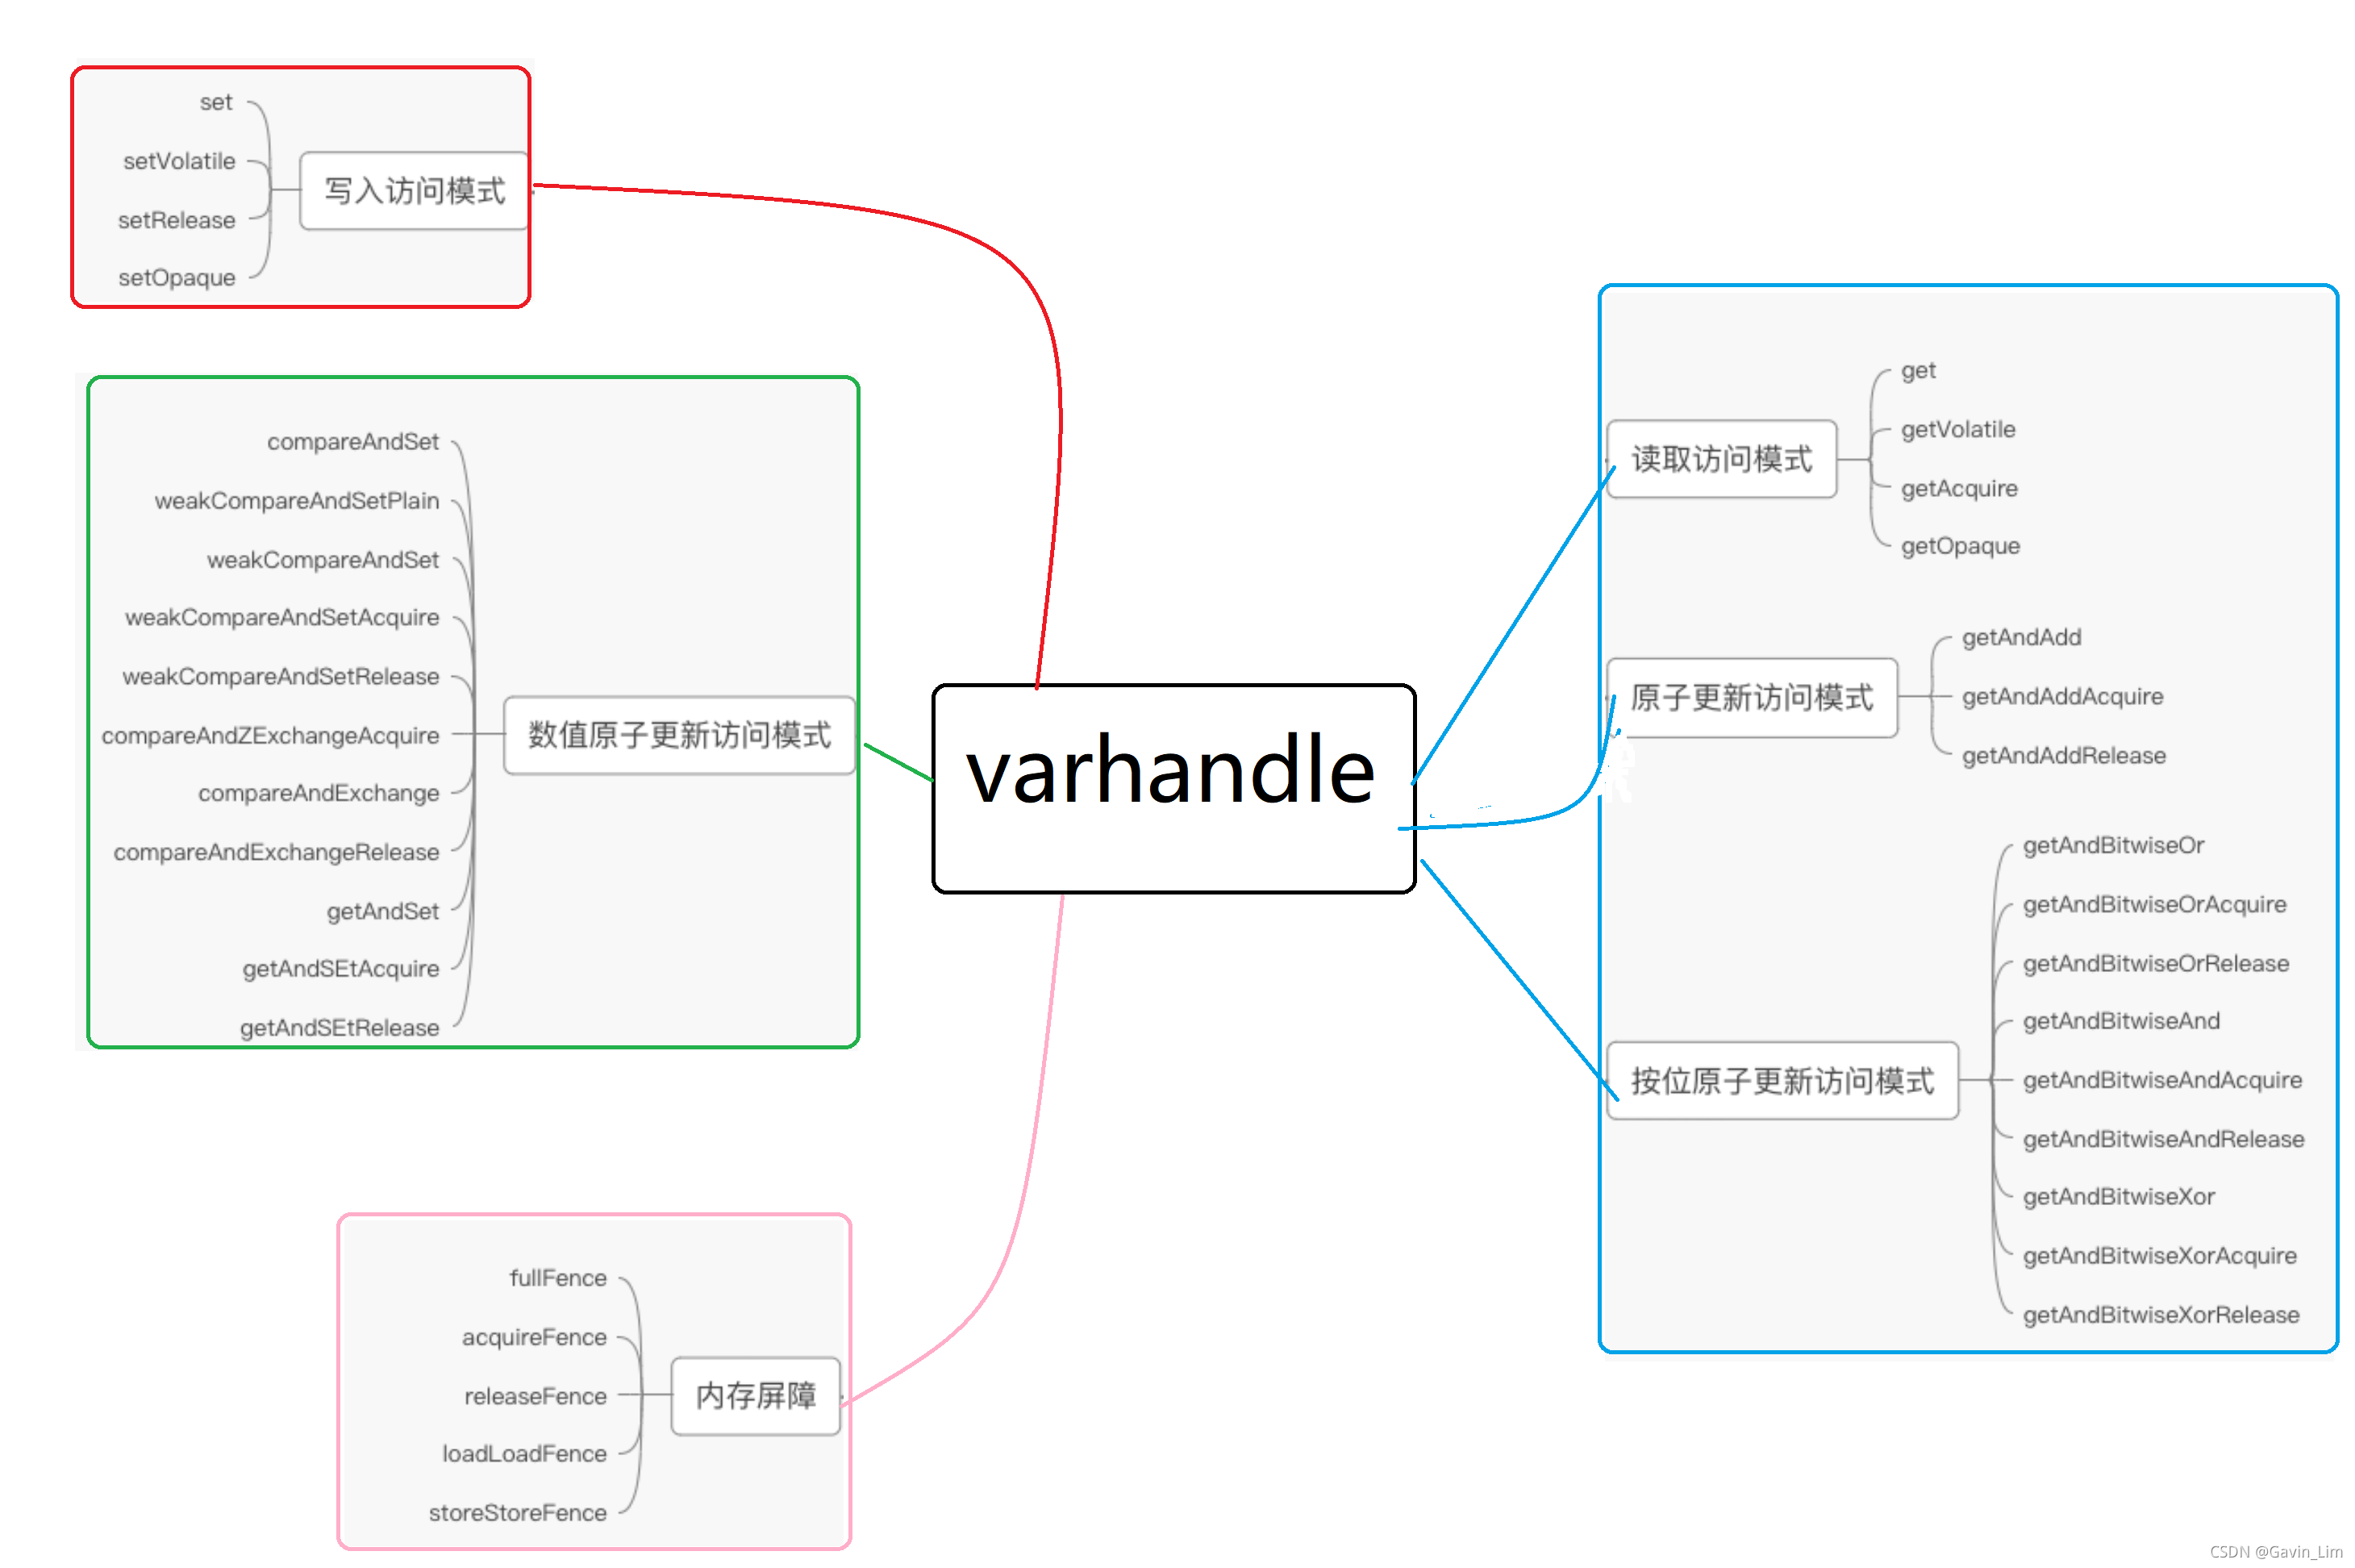 set
setVolatile
setRelease
setOpaque
写入访问模式
compareAndSet
weakCompareAndSetPlain
weakCompareAndSet
weakCompareAndSetAcquire
weakCompareAndSetRelease
compareAndZExchangeAcquire
compareAndExchange
compareAndExchangeRelease
getAndSet
getAndSEtAcquire
getAndSEtRelease
数值原子更新访问模式
varhandle
fullFence
acquireFence
releaseFence
loadLoadFence
storeStoreFence
内存屏障
读取访问模式
get
getVolatile
getAcquire
getOpaque
原子更新访问模式
getAndAdd
getAndAddAcquire
getAndAddRelease
按位原子更新访问模式
getAndBitwiseOr
getAndBitwiseOrAcquire
getAndBitwiseOrRelease
getAndBitwiseAnd
getAndBitwiseAndAcquire
getAndBitwiseAndRelease
getAndBitwiseXor
getAndBitwiseXorAcquire
getAndBitwiseXorRelease
CSDN @Gavin_Lim